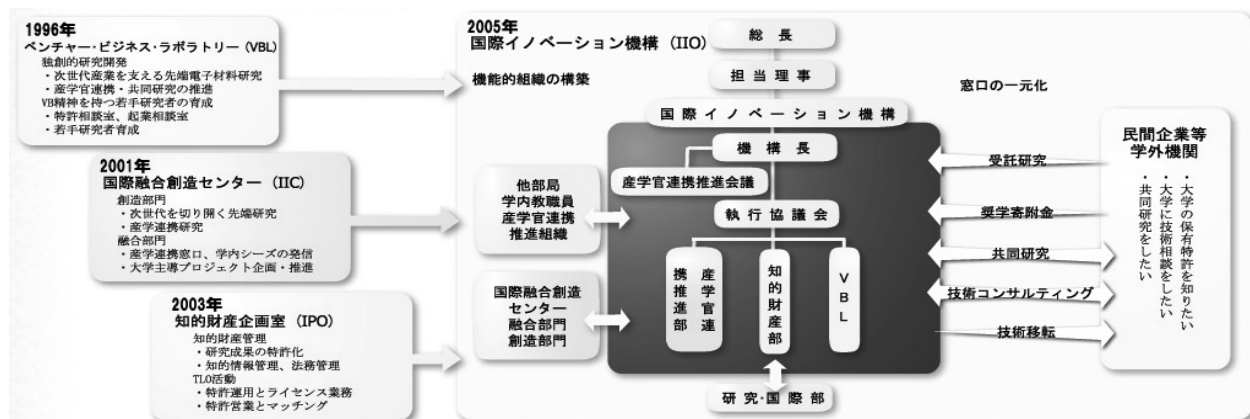 1996年
ベンチャー・ビジネス・ラボラトリー(VBL)
独創的研究開発
・次世代産業を支える先端電子材料研究
・産学官連携・共同研究の推進
VB精神を持つ若手研究者の育成
・特許相談室、起業相談室
・若手研究者育成
2001年
国際融合創造センター(IIC)
創造部門
・次世代を切り開く先端研究
・産学連携研究
融合部門
・産学連携窓口、学内シーズの発信
・大学主導プロジェクト企画・推進
2003年
知的財産企画室(IPO)
知的財産管理
・研究成果の特許化
・知的情報管理、法務管理
TLO活動
・特許運用とライセンス業務
・特許営業とマッチング
2005年
国際イノベーション機構(IIO)
機能的組織の構築
総長
担当理事
国際イノベーション機構
機構長
産学官連携推進会議
執行協議会
産学官連
携推進部
知的財産部
VBL
研究・国際部
他部局
学内教職員
産学官連携
推進組織
国際融合創造
センター
融合部門
創造部門
窓口の一元化
受託研究
奨学寄附金
共同研究
技術コンサルティング
技術移転
民間企業等
学外機関
・大学の保有特許を知りたい
・大学に技術相談をしたい
・共同研究をしたい